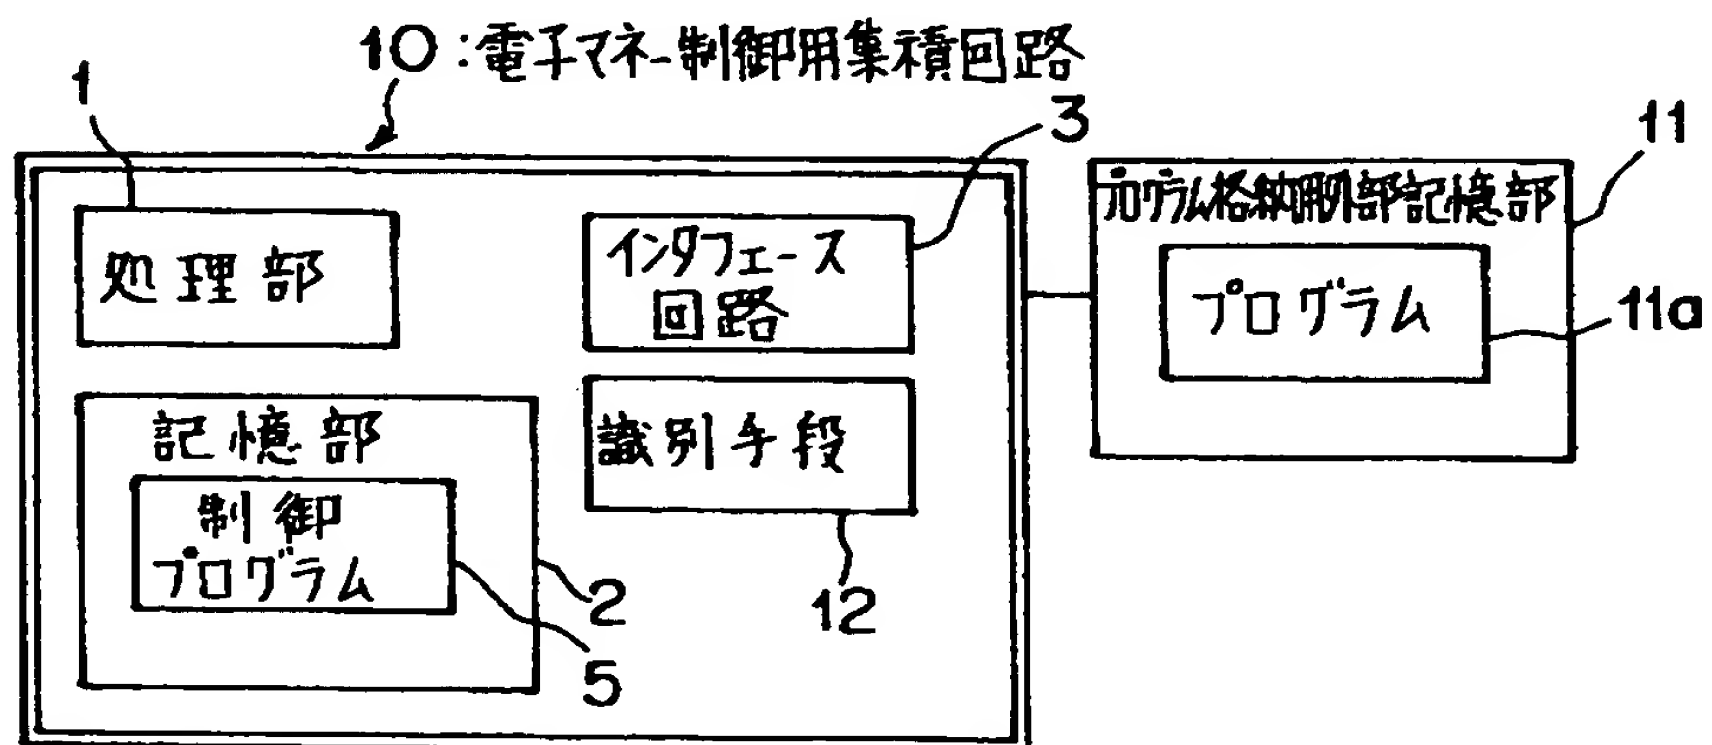 10:電子マネー制御用集積回路
1
3
11
処理部
インタフェース
回路
プログラム格納用外部記憶部
プログラム
11a
記憶部
制御
プログラム
識別手段
2
12
5